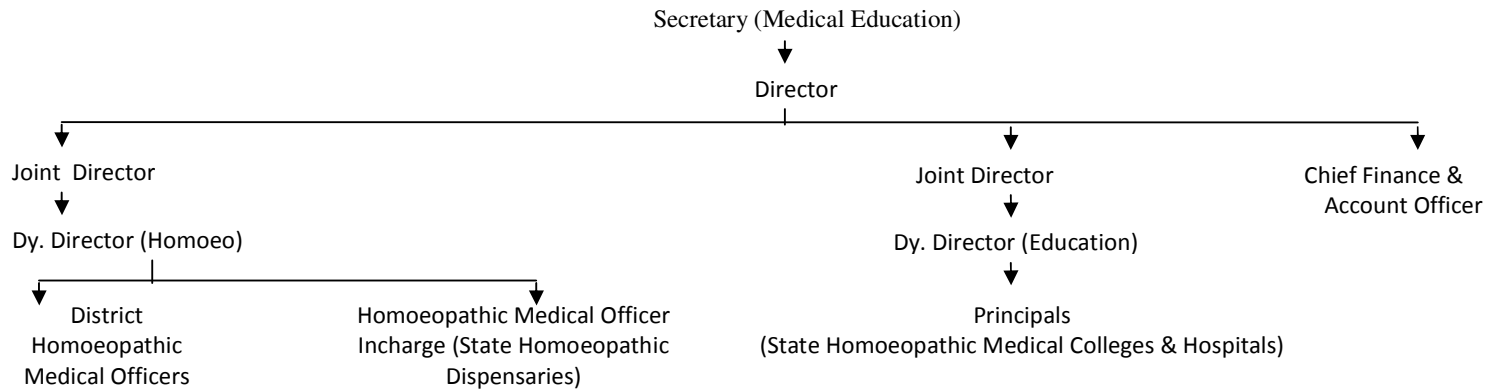 Secretary (Medical Education)
Director
Joint Director
Joint Director
Chief Finance &
Account Officer
Dy. Director (Homoeo)
Dy. Director (Education)
District
Homoeopathic
Medical Officers
Homoeopathic Medical Officer
Incharge (State Homoeopathic
Dispensaries)
Principals
(State Homoeopathic Medical Colleges & Hospitals)